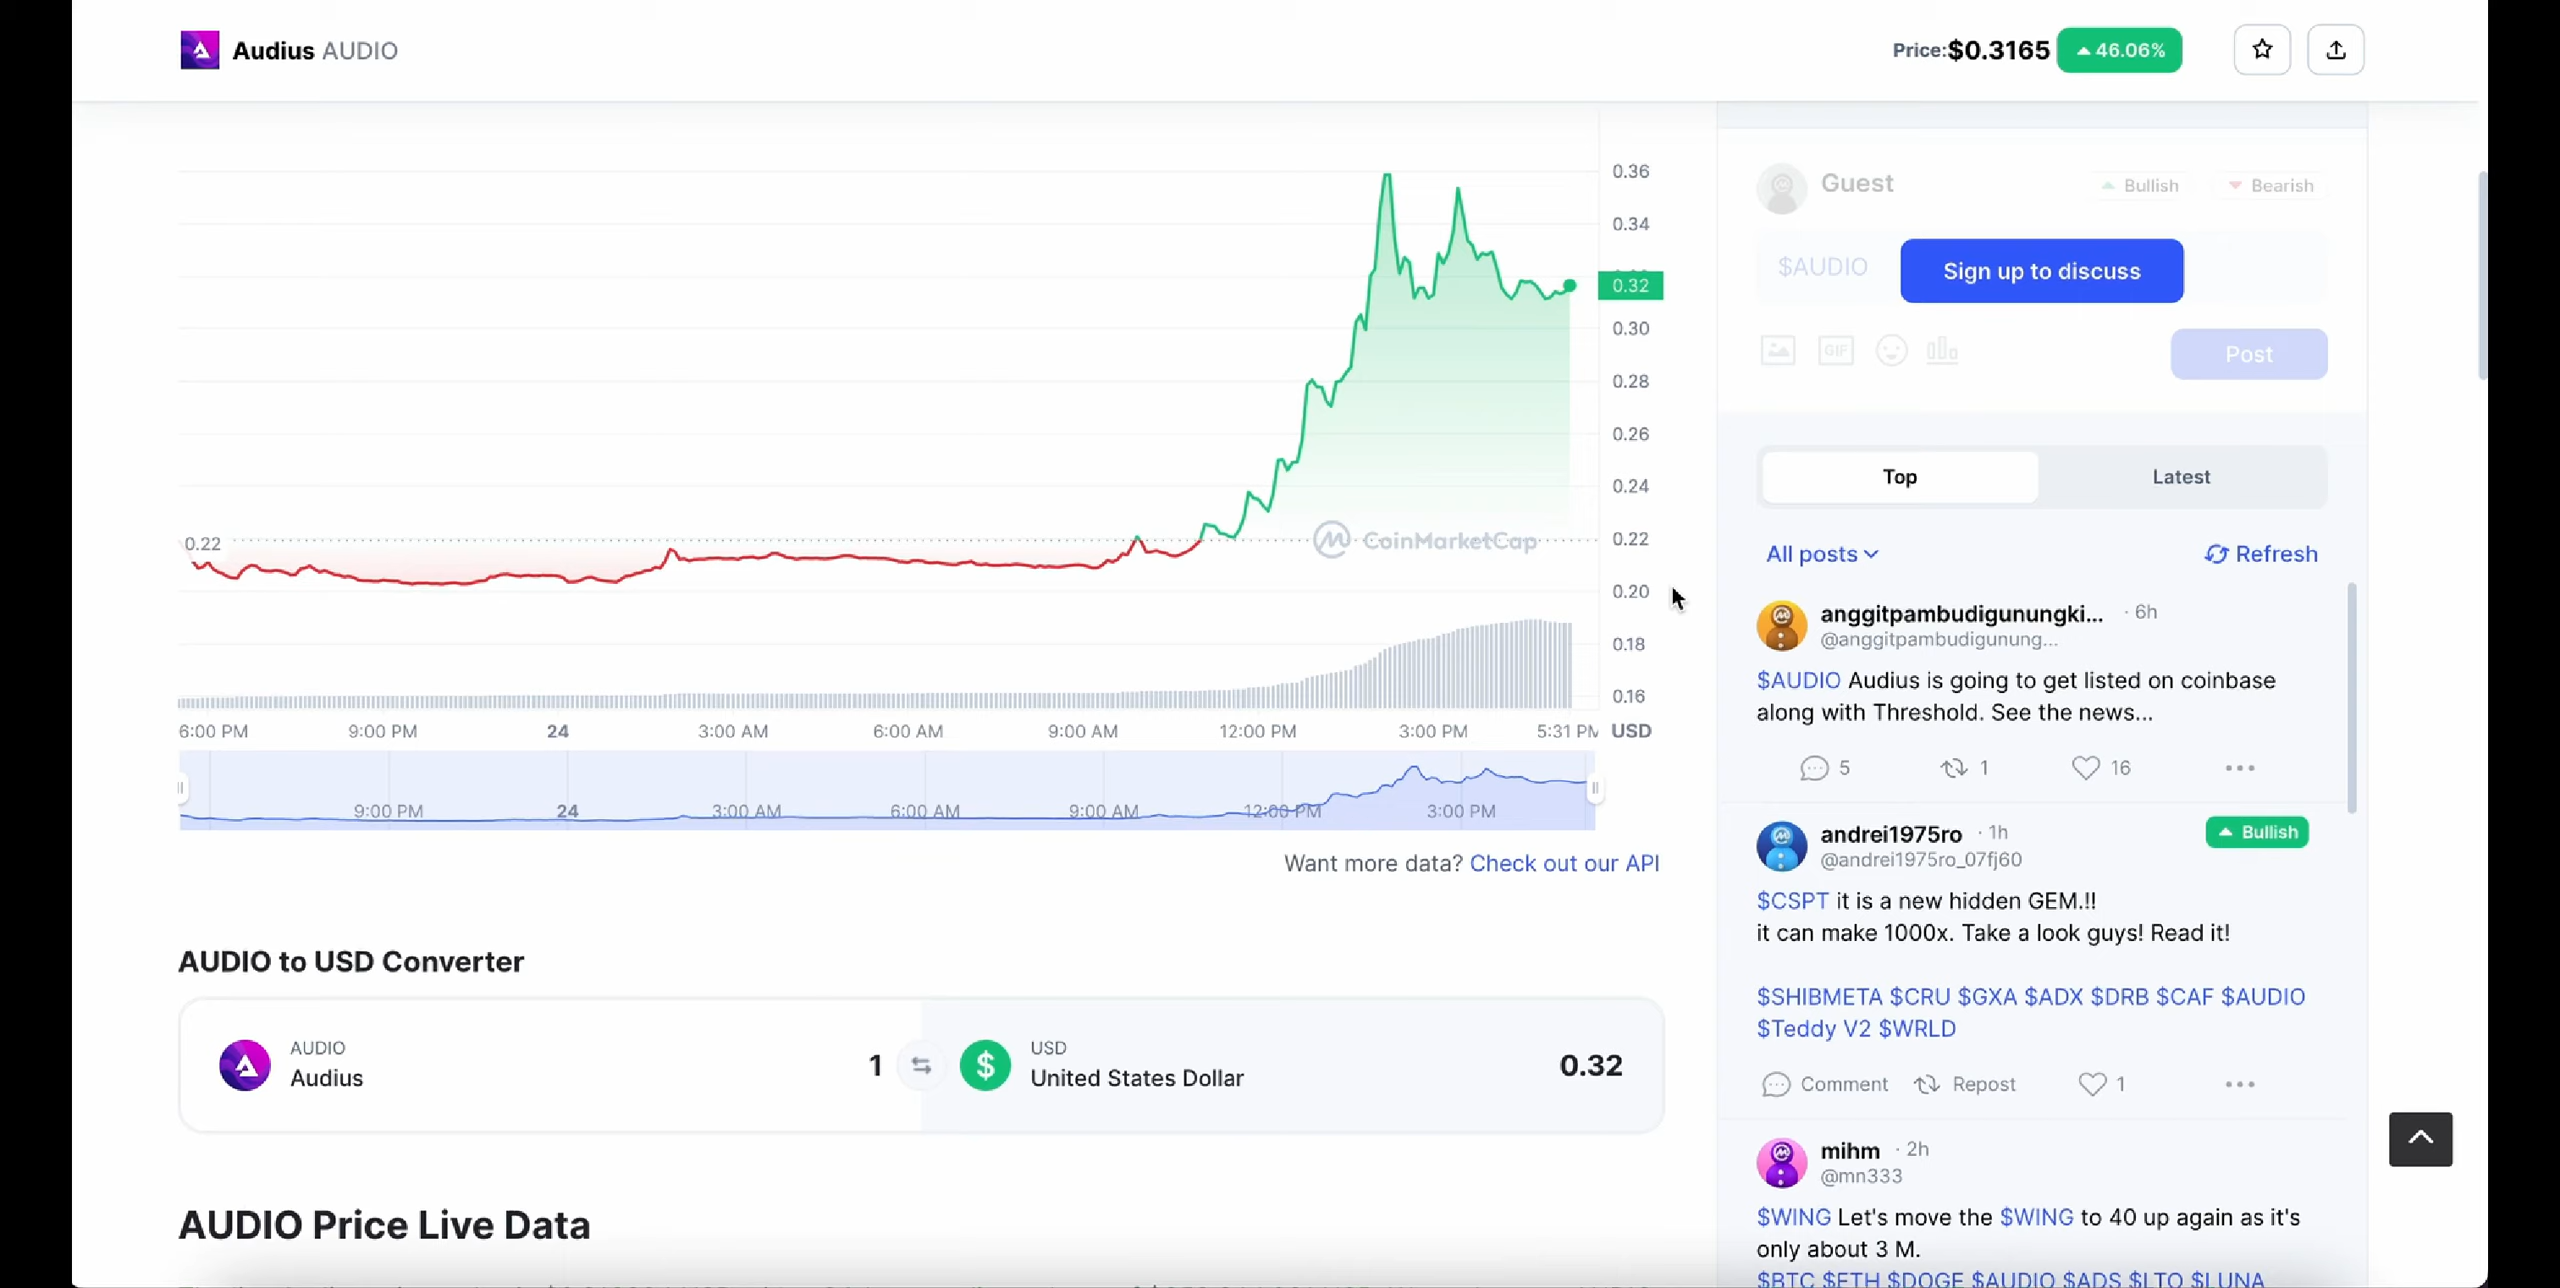 Audius AUDIO
Price:$0.3165 46.06%
0.36
0.34
0.32
0.30
0.28
0.26
0.24
0.22
0.22
0.20
0.18
0.16
CoinMarketCap
6:00 PM 9:00 PM 24 3:00 AM 6:00 AM 9:00 AM 12:00 PM 3:00 PM 5:31 PM USD
9:00 PM 24 3:00 AM 6:00 AM 9:00 AM 12:00 PM 3:00 PM
Want more data? Check out our API
AUDIO to USD Converter
AUDIO
Audius
1
USD
United States Dollar
0.32
AUDIO Price Live Data
Guest Bullish Bearish
$AUDIO
Sign up to discuss
GIF
Post
Top Latest
All posts Refresh
anggitpambudigunungki... · 6h
@anggitpambudigunung...
$AUDIO Audius is going to get listed on coinbase
along with Threshold. See the news...
5 1 16
andrei1975ro · 1h Bullish
@andrei1975ro_07fj60
$CSPT it is a new hidden GEM.!!
it can make 1000x. Take a look guys! Read it!
$SHIBMETA $CRU $GXA $ADX $DRB $CAF $AUDIO
$Teddy V2 $WRLD
Comment Repost 1
mihm · 2h
@mn333
$WING Let's move the $WING to 40 up again as it's
only about 3 M.
$BTC $ETH $DOGE $AUDIO $ADS $LTO $LUNA